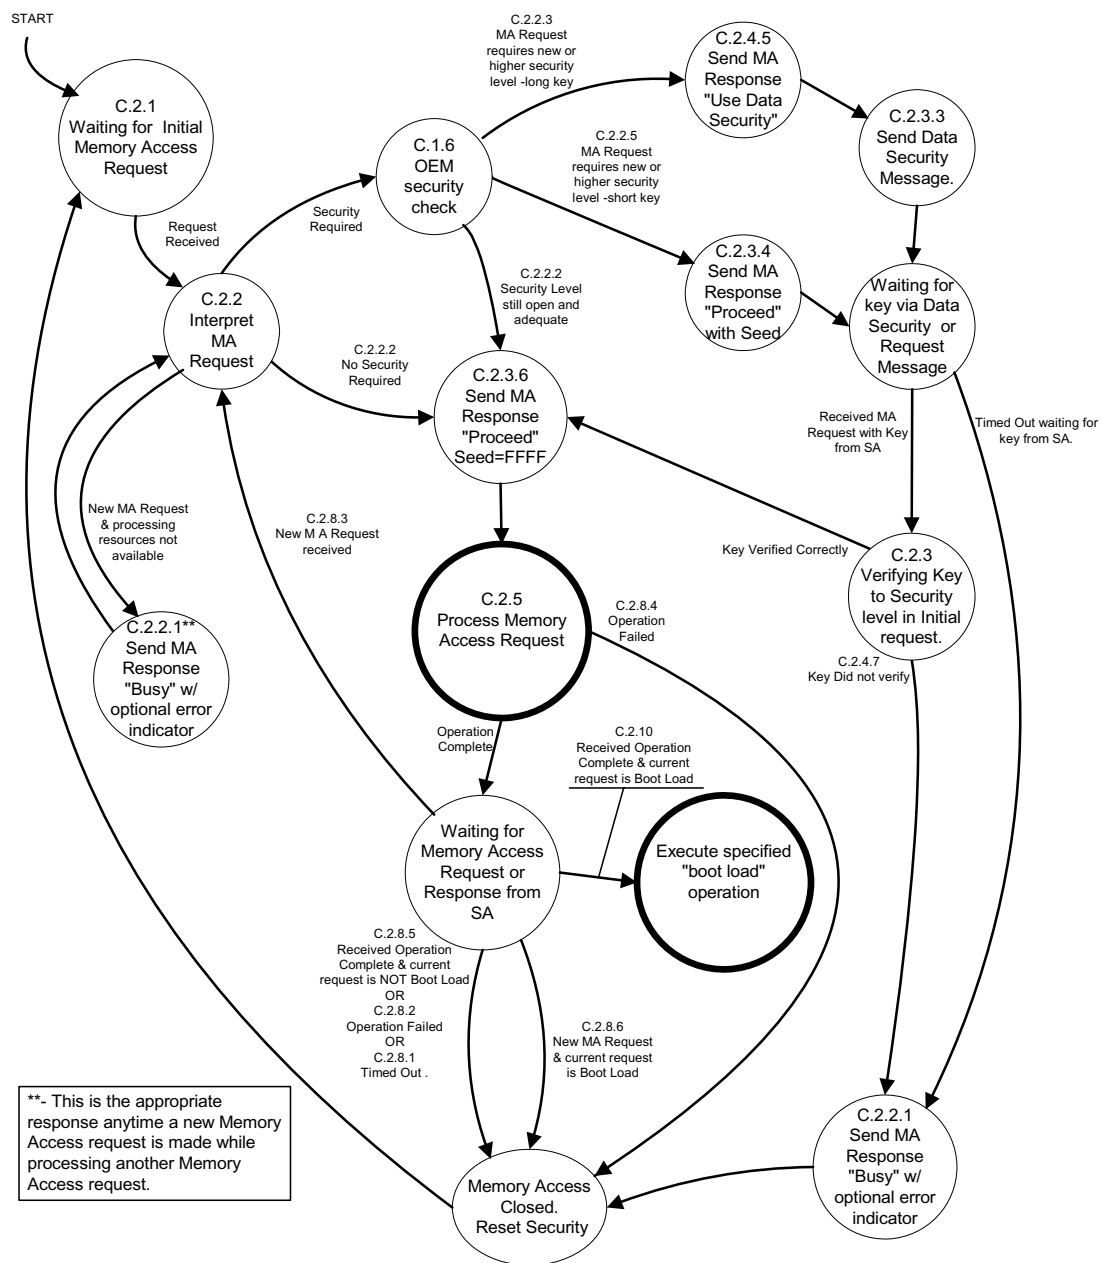 START
C.2.1
Waiting for Initial
Memory Access
Request
Request
Received
C.2.2
Interpret
MA
Request
Security
Required
C.1.6
OEM
security
check
C.2.2.3
MA Request
requires new or
higher security
level -long key
C.2.4.5
Send MA
Response
"Use Data
Security"
C.2.3.3
Send Data
Security
Message.
C.2.2.5
MA Request
requires new or
higher security
level -short key
C.2.3.4
Send MA
Response
"Proceed"
with Seed
Waiting for
key via Data
Security or
Request
Message
C.2.2.2
Security Level
still open and
adequate
C.2.2.2
No Security
Required
C.2.3.6
Send MA
Response
"Proceed"
Seed=FFFF
Received MA
Request with Key
from SA
Timed Out waiting for
key from SA.
New MA Request
& processing
resources not
available
C.2.8.3
New M A Request
received
Key Verified Correctly
C.2.3
Verifying Key
to Security
level in Initial
request.
C.2.5
Process Memory
Access Request
C.2.8.4
Operation
Failed
C.2.4.7
Key Did not verify
C.2.2.1**
Send MA
Response
"Busy" w/
optional error
indicator
Operation
Complete
C.2.10
Received Operation
Complete & current
request is Boot Load
Waiting for
Memory Access
Request or
Response from
SA
Execute specified
"boot load"
operation
C.2.8.5
Received Operation
Complete & current
request is NOT Boot Load
OR
C.2.8.2
Operation Failed
OR
C.2.8.1
Timed Out .
C.2.8.6
New MA Request
& current request
is Boot Load
**- This is the appropriate
response anytime a new Memory
Access request is made while
processing another Memory
Access request.
Memory Access
Closed.
Reset Security
C.2.2.1
Send MA
Response
"Busy" w/
optional error
indicator